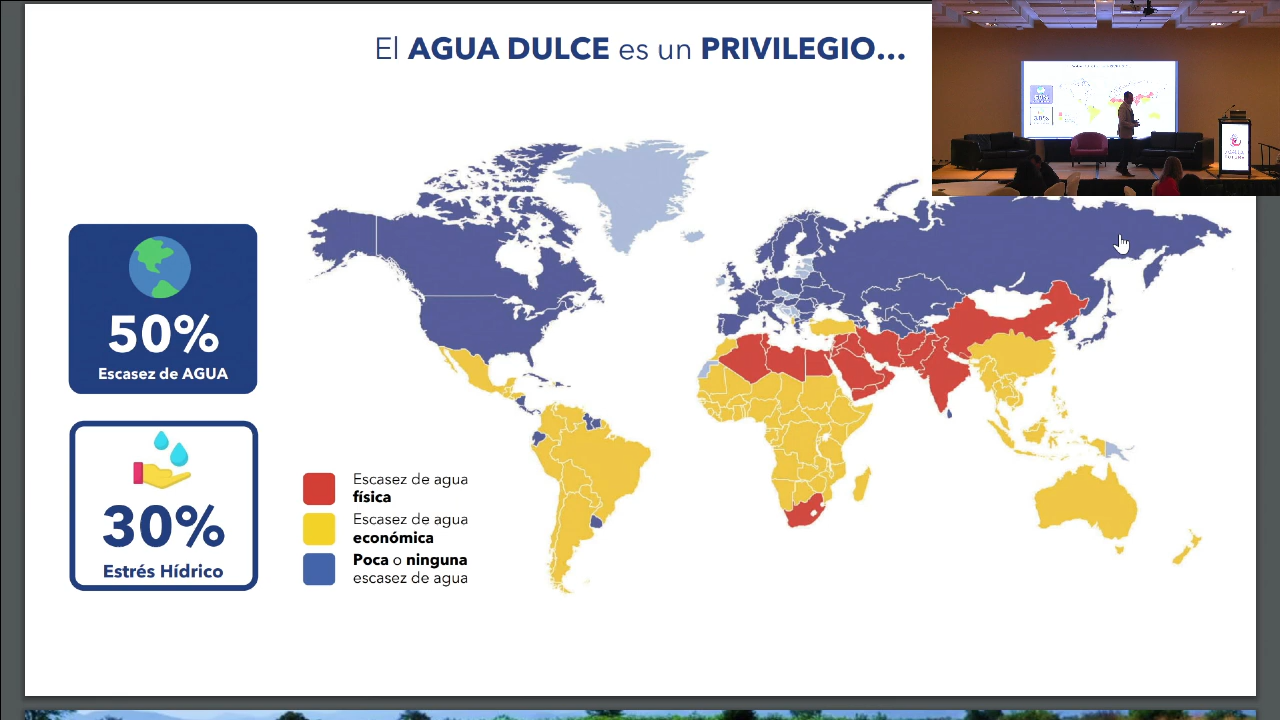 El AGUA DULCE es un PRIVILEGIO...
50%
Escasez de AGUA
30%
Estrés Hídrico
Escasez de agua
física
Escasez de agua
económica
Poca o ninguna
escasez de agua